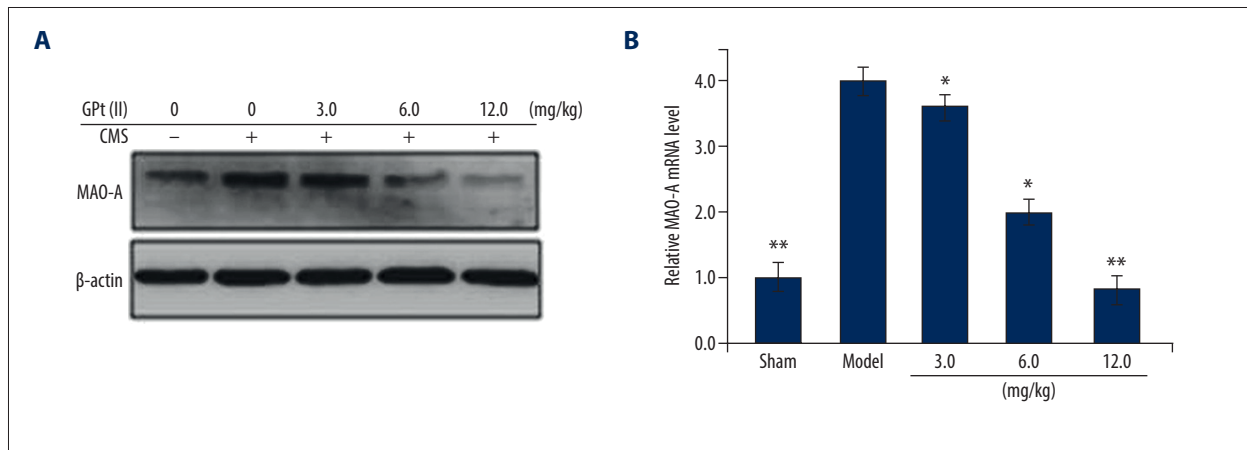 A
GPt (II) 0 0 3.0 6.0 12.0 (mg/kg)
CMS – + + + +
MAO-A
β-actin
B
Relative MAO-A mRNA level
4.0
3.0
2.0
1.0
0.0
**
*
*
**
Sham Model 3.0 6.0 12.0
(mg/kg)